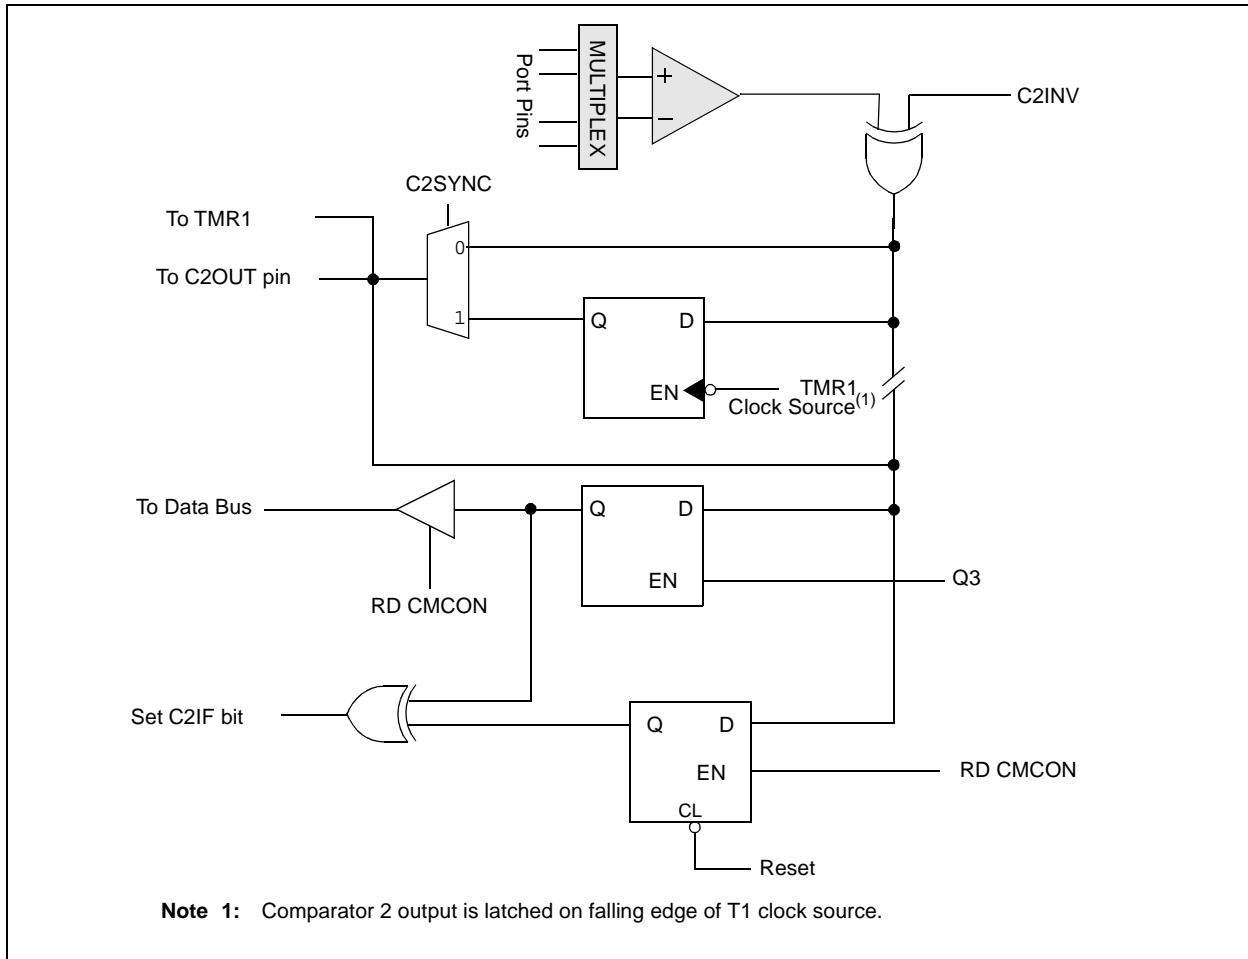 MULTIPLEX
Port Pins
+
−
C2INV
C2SYNC
To TMR1
0
To C2OUT pin
1
Q D
EN
TMR1
Clock Source(1)
To Data Bus
Q D
EN
Q3
RD CMCON
Set C2IF bit
Q D
EN
RD CMCON
CL
Reset
Note 1: Comparator 2 output is latched on falling edge of T1 clock source.